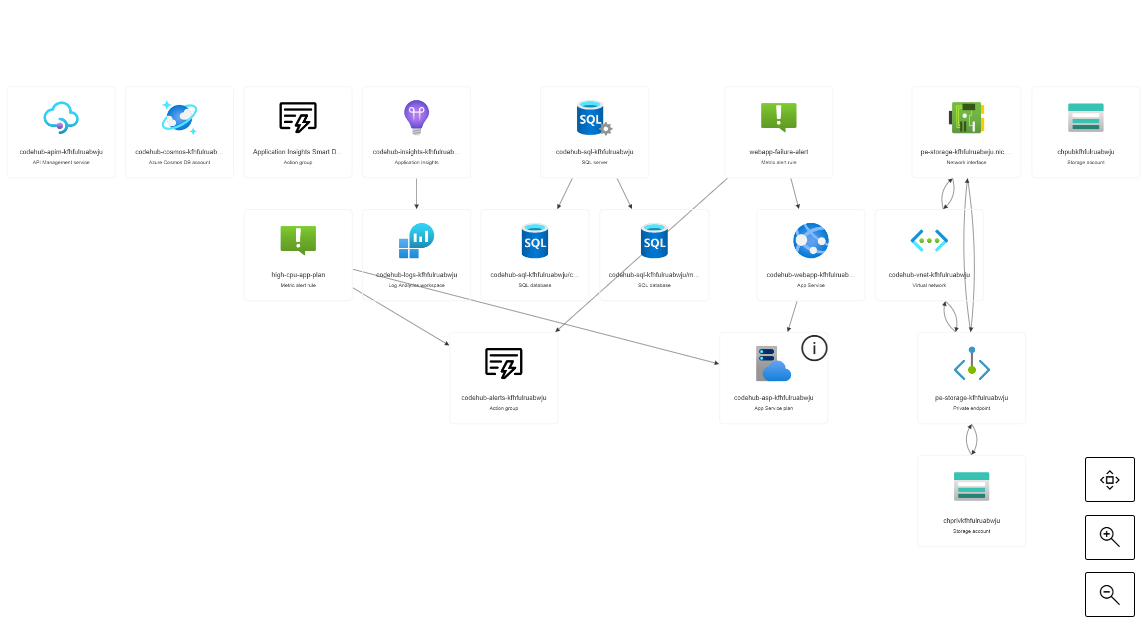 codehub-apim-kfhfulruabwju
API Management service
codehub-cosmos-kfhfulruab...
Azure Cosmos DB account
Application Insights Smart D...
Action group
codehub-insights-kfhfulruab...
Application Insights
SQL
codehub-sql-kfhfulruabwju
SQL server
webapp-failure-alert
Metric alert rule
pe-storage-kfhfulruabwju.nic...
Network interface
chpubkfhfulruabwju
Storage account
high-cpu-app-plan
Metric alert rule
codehub-logs-kfhfulruabwju
Log Analytics workspace
SQL
codehub-sql-kfhfulruabwju/c...
SQL database
SQL
codehub-sql-kfhfulruabwju/m...
SQL database
codehub-webapp-kfhfulruab...
App Service
codehub-vnet-kfhfulruabwju
Virtual network
codehub-alerts-kfhfulruabwju
Action group
codehub-asp-kfhfulruabwju
App Service plan
pe-storage-kfhfulruabwju
Private endpoint
chprivkfhfulruabwju
Storage account